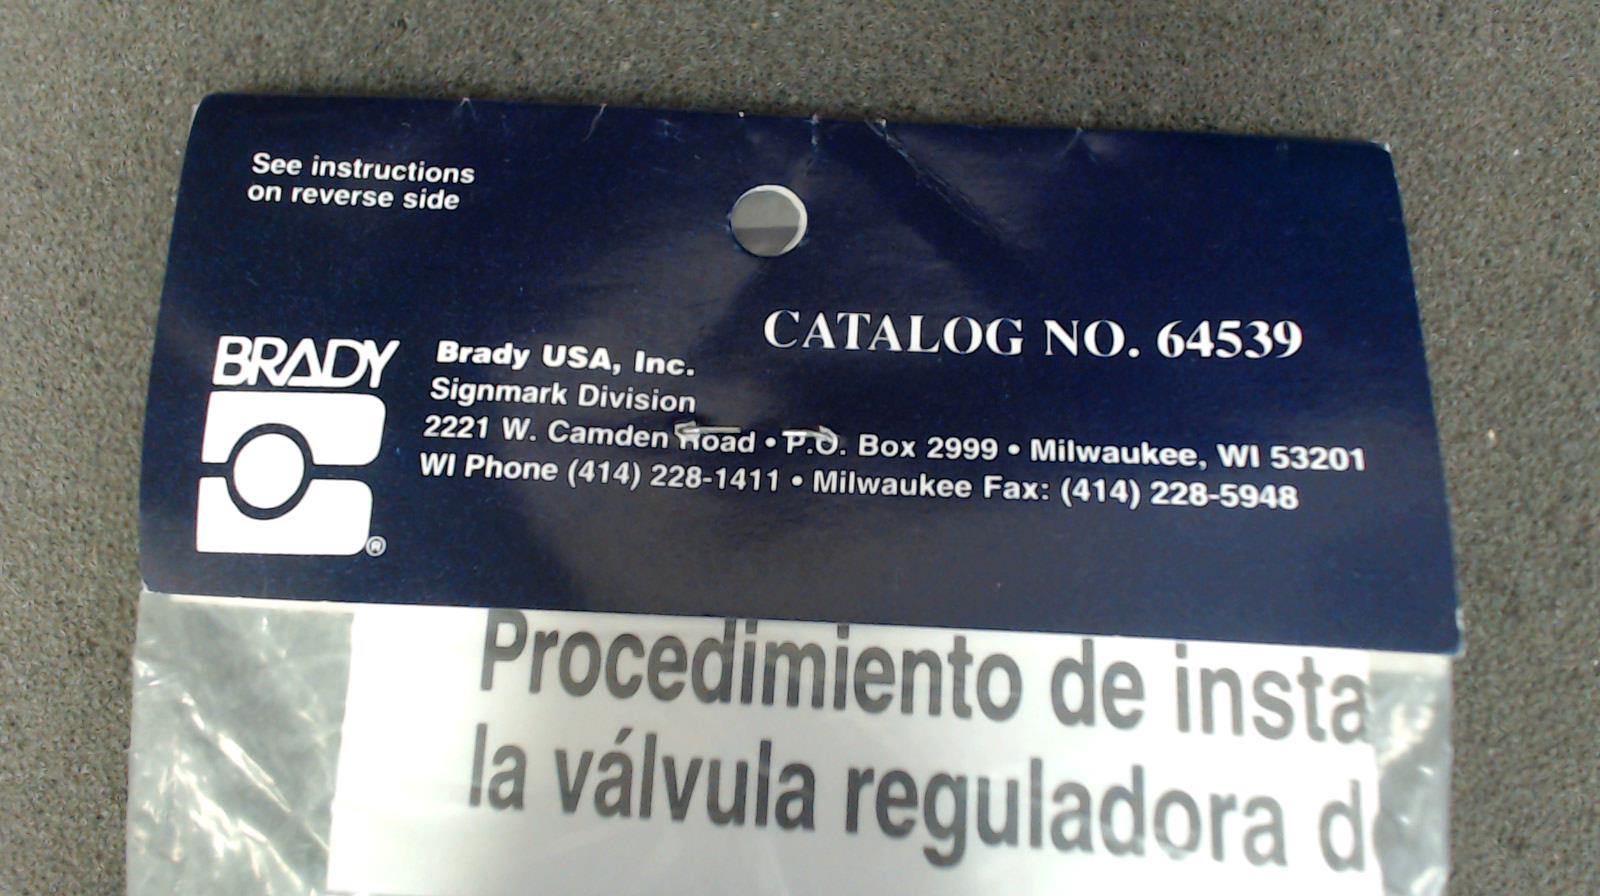 See instructions
on reverse side
CATALOG NO. 64539
BRADY
®
Brady USA, Inc.
Signmark Division
2221 W. Camden Road • P.O. Box 2999 • Milwaukee, WI 53201
WI Phone (414) 228-1411 • Milwaukee Fax: (414) 228-5948
Procedimiento de insta
la válvula reguladora d